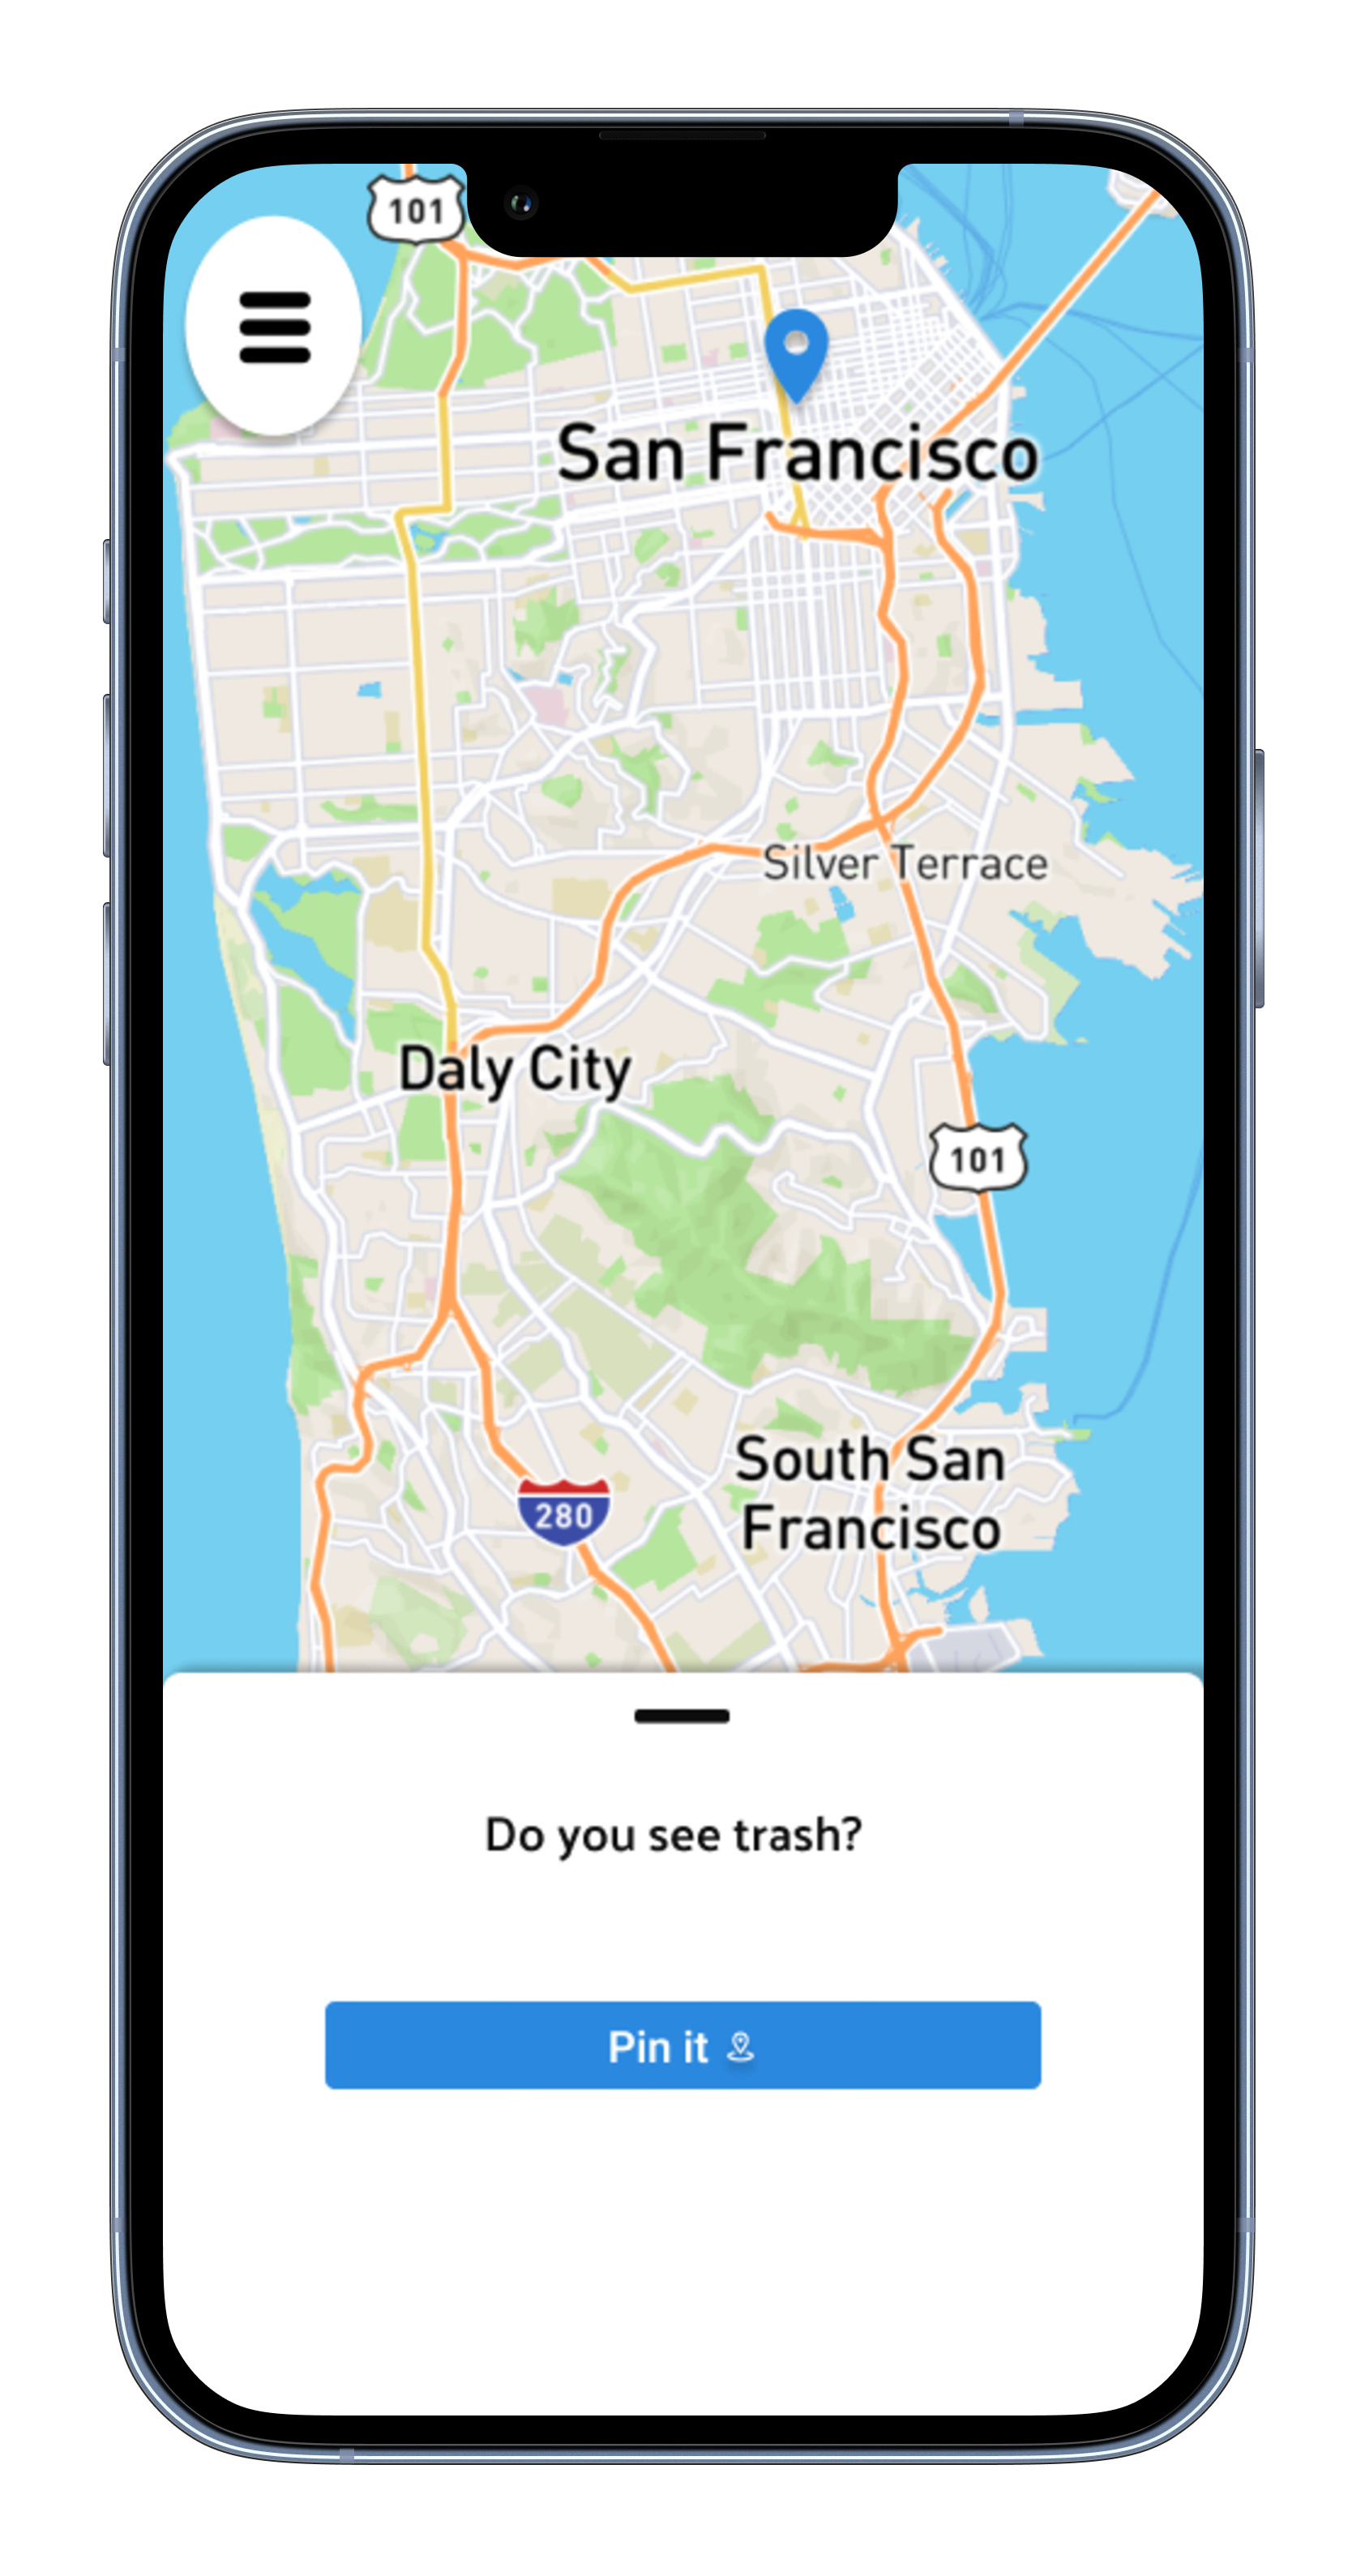 101
San Francisco
Silver Terrace
Daly City
101
South San
Francisco
280
Do you see trash?
Pin it